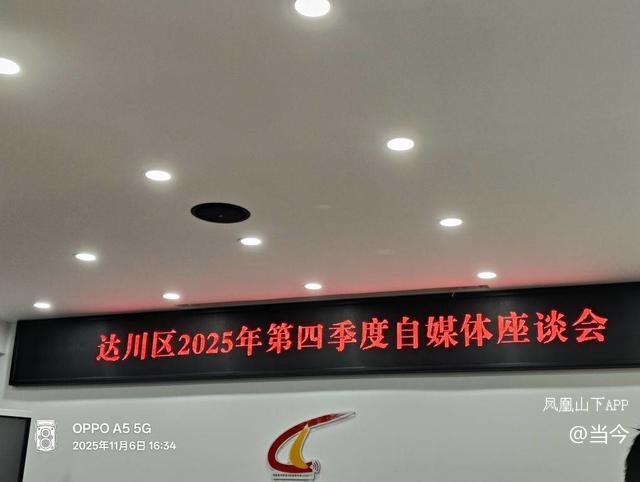 达川区2025年第四季度自媒体座谈会
凤凰山下APP
@当今
OPPO A5 5G
2025年11月6日 16:34